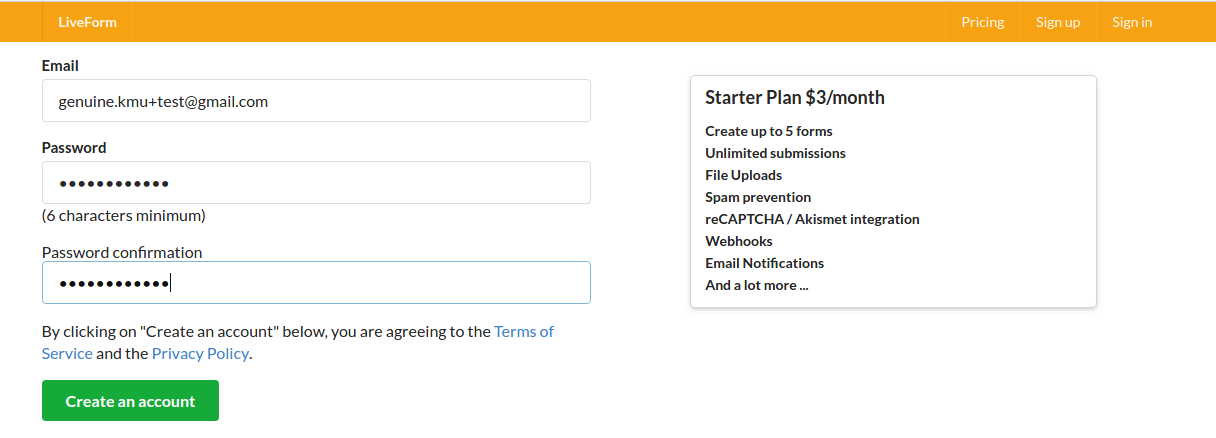 LiveForm
Pricing
Sign up
Sign in
Email
genuine.kmu+test@gmail.com
Password
••••••••••••
(6 characters minimum)
Password confirmation
••••••••••••
By clicking on "Create an account" below, you are agreeing to the Terms of
Service and the Privacy Policy.
Create an account
Starter Plan $3/month
Create up to 5 forms
Unlimited submissions
File Uploads
Spam prevention
reCAPTCHA / Akismet integration
Webhooks
Email Notifications
And a lot more ...